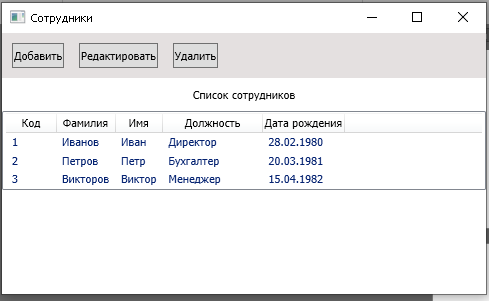 Сотрудники
Добавить Редактировать Удалить
Список сотрудников
Код Фамилия Имя Должность Дата рождения
1 Иванов Иван Директор 28.02.1980
2 Петров Петр Бухгалтер 20.03.1981
3 Викторов Виктор Менеджер 15.04.1982